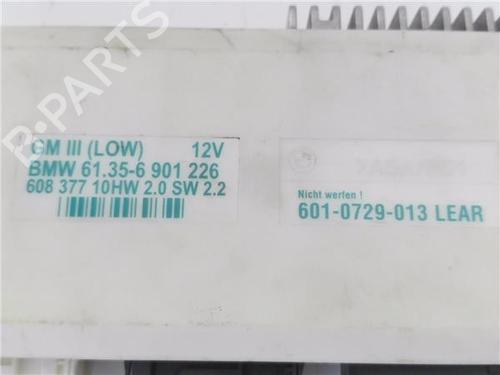 GM III (LOW) 12V
BMW 61.35-6 901 226
608 377 10HW 2.0 SW 2.2
Nicht werfen !
601-0729-013 LEAR